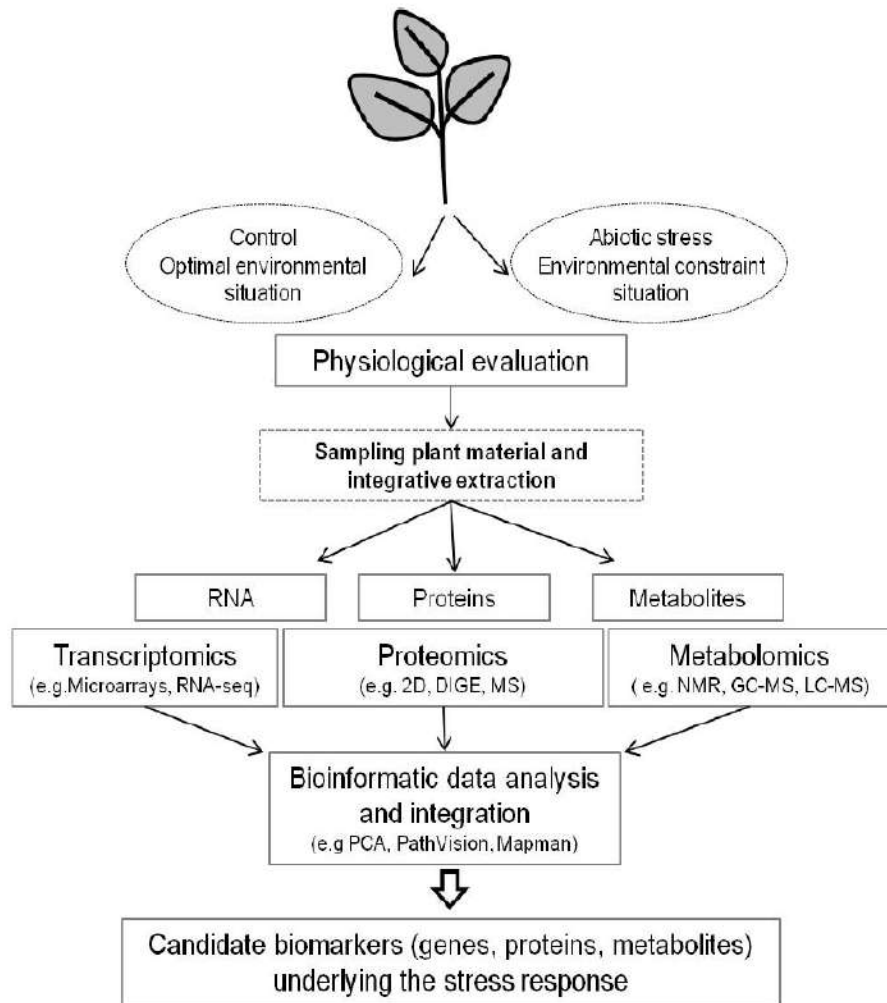 Control
Optimal environmental
situation
Abiotic stress
Environmental constraint
situation
Physiological evaluation
Sampling plant material and
integrative extraction
RNA
Proteins
Metabolites
Transcriptomics
(e.g.Microarrays, RNA-seq)
Proteomics
(e.g. 2D, DIGE, MS)
Metabolomics
( e.g. NMR, GC-MS, LC-MS)
Bioinformatic data analysis
and integration
(e.g PCA, PathVision, Mapman)
Candidate biomarkers (genes, proteins, metabolites)
underlying the stress response